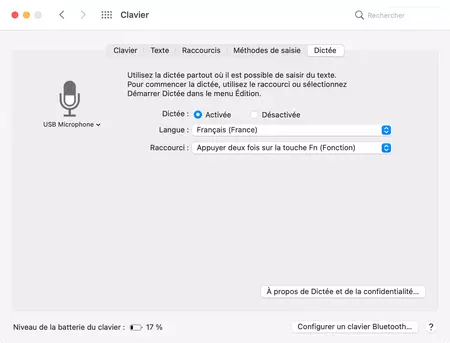 Clavier
Rechercher
Clavier Texte Raccourcis Méthodes de saisie Dictée
Utilisez la dictée partout où il est possible de saisir du texte.
Pour commencer la dictée, utilisez le raccourci ou sélectionnez
Démarrer Dictée dans le menu Édition.
USB Microphone
Dictée : Activée Désactivée
Langue : Français (France)
Raccourci : Appuyer deux fois sur la touche Fn (Fonction)
À propos de Dictée et de la confidentialité...
Niveau de la batterie du clavier : 17 % Configurer un clavier Bluetooth... ?